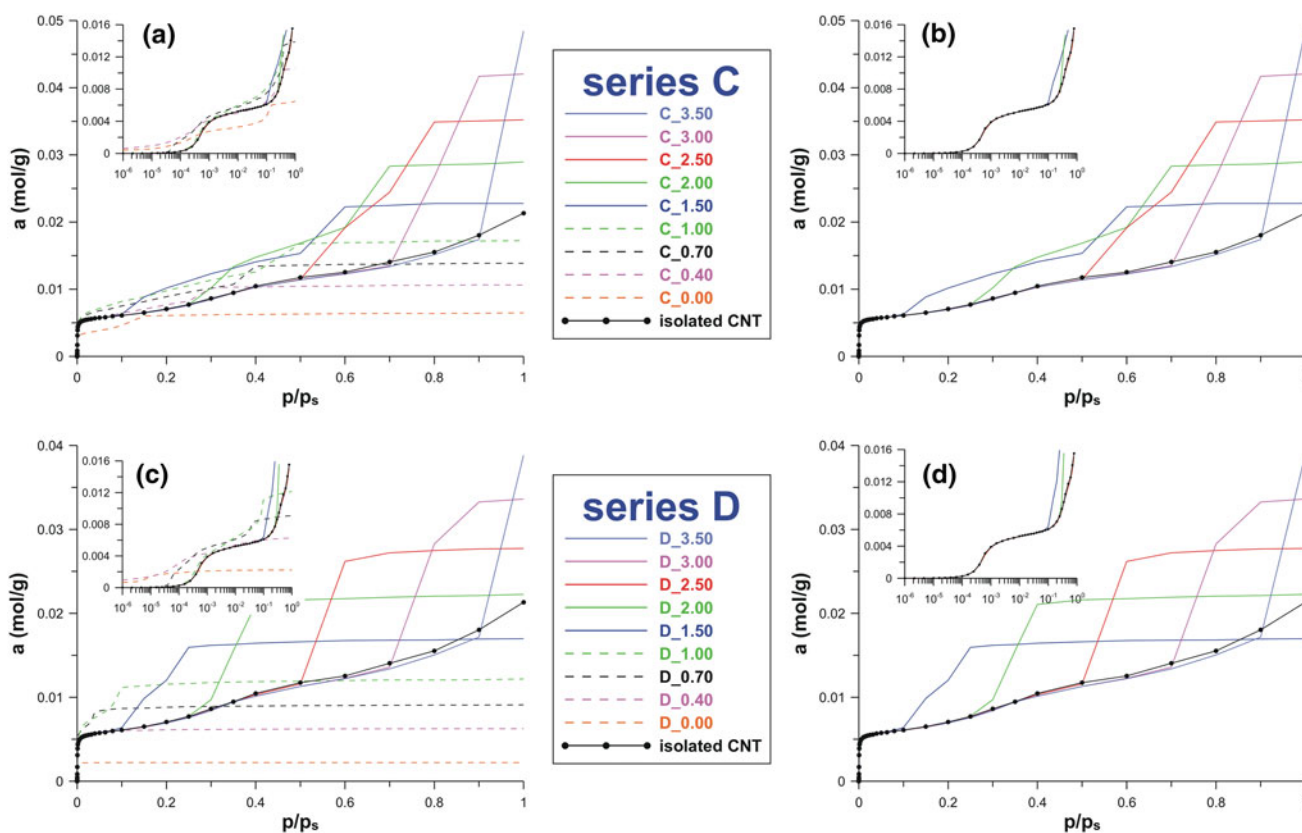 (a)
a (mol/g)
0.05
0.04
0.03
0.02
0.01
0
0.016
0.012
0.008
0.004
0.000
10-6 10-5 10-4 10-3 10-2 10-1 100
0 0.2 0.4 0.6 0.8 1
p/ps
series C
C_3.50
C_3.00
C_2.50
C_2.00
C_1.50
C_1.00
C_0.70
C_0.40
C_0.00
isolated CNT
(b)
a (mol/g)
0.05
0.04
0.03
0.02
0.01
0
0.016
0.012
0.008
0.004
0.000
10-6 10-5 10-4 10-3 10-2 10-1 100
0 0.2 0.4 0.6 0.8
p/ps
(c)
a (mol/g)
0.04
0.03
0.02
0.01
0
0.016
0.012
0.008
0.004
0.000
10-6 10-5 10-4 10-3 10-2 10-1 100
0 0.2 0.4 0.6 0.8 1
p/ps
series D
D_3.50
D_3.00
D_2.50
D_2.00
D_1.50
D_1.00
D_0.70
D_0.40
D_0.00
isolated CNT
(d)
a (mol/g)
0.04
0.03
0.02
0.01
0
0.016
0.012
0.008
0.004
0.000
10-6 10-5 10-4 10-3 10-2 10-1 100
0 0.2 0.4 0.6 0.8
p/ps